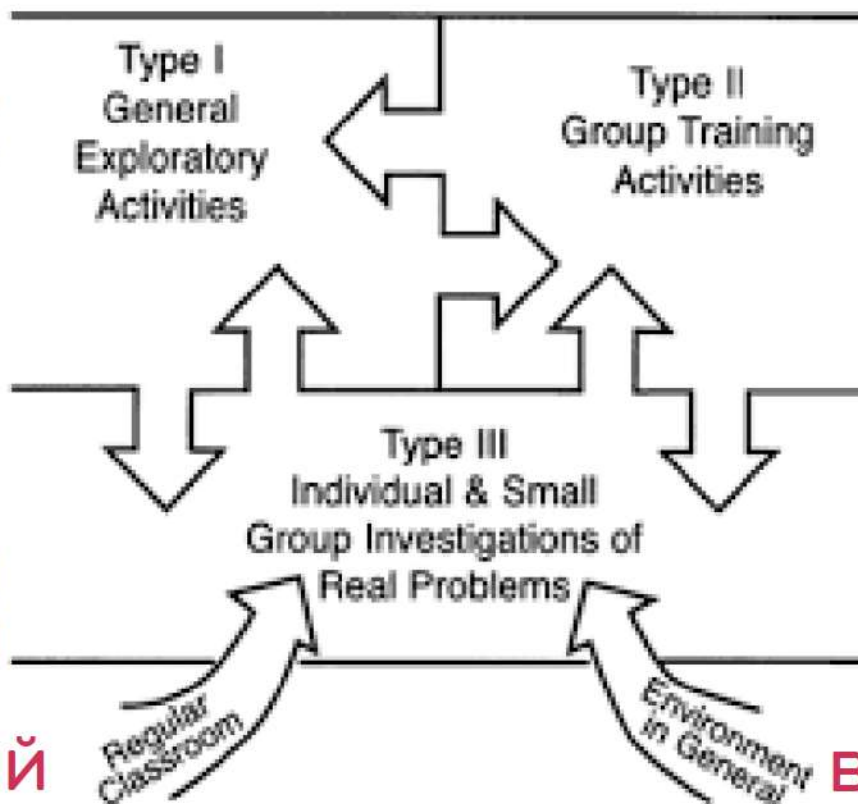 Type I
General
Exploratory
Activities
Type II
Group Training
Activities
Type III
Individual & Small
Group Investigations of
Real Problems
Regular
Classroom
Environment
in General
Й
В